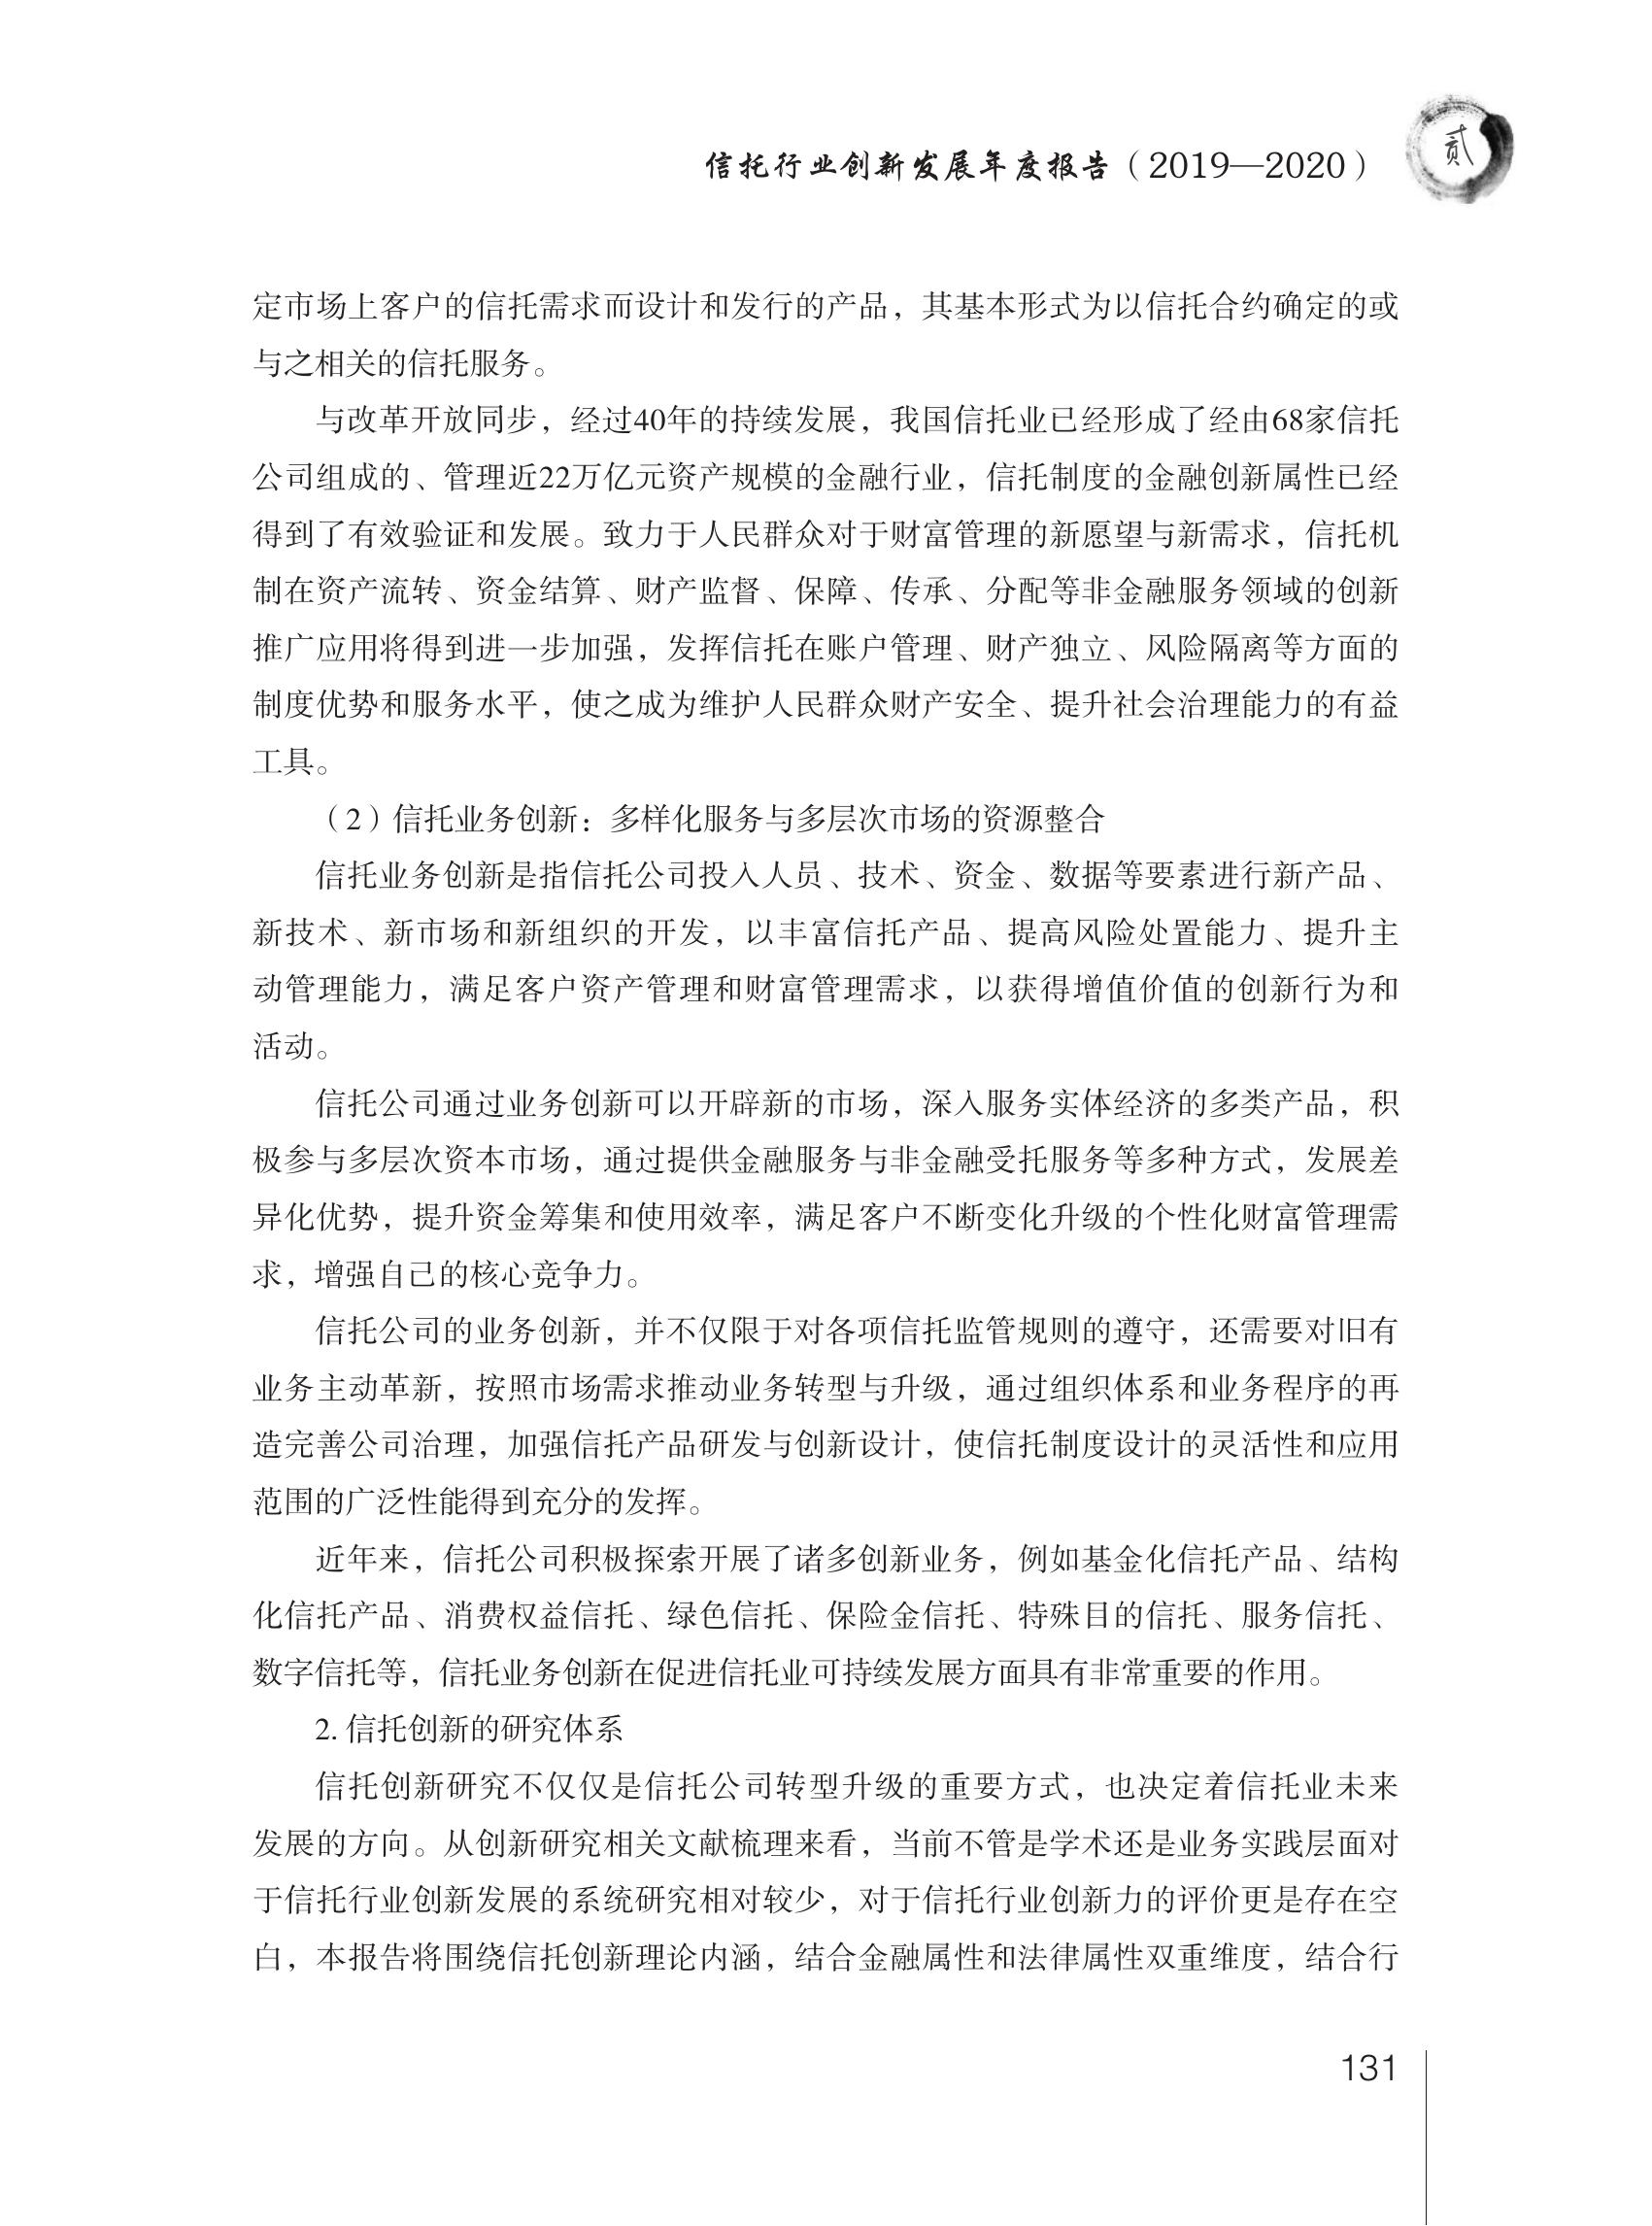 信托行业创新发展年度报告（2019—2020）
贰
定市场上客户的信托需求而设计和发行的产品，其基本形式为以信托合约确定的或
与之相关的信托服务。
与改革开放同步，经过40年的持续发展，我国信托业已经形成了经由68家信托
公司组成的、管理近22万亿元资产规模的金融行业，信托制度的金融创新属性已经
得到了有效验证和发展。致力于人民群众对于财富管理的新愿望与新需求，信托机
制在资产流转、资金结算、财产监督、保障、传承、分配等非金融服务领域的创新
推广应用将得到进一步加强，发挥信托在账户管理、财产独立、风险隔离等方面的
制度优势和服务水平，使之成为维护人民群众财产安全、提升社会治理能力的有益
工具。
（2）信托业务创新：多样化服务与多层次市场的资源整合
信托业务创新是指信托公司投入人员、技术、资金、数据等要素进行新产品、
新技术、新市场和新组织的开发，以丰富信托产品、提高风险处置能力、提升主
动管理能力，满足客户资产管理和财富管理需求，以获得增值价值的创新行为和
活动。
信托公司通过业务创新可以开辟新的市场，深入服务实体经济的多类产品，积
极参与多层次资本市场，通过提供金融服务与非金融受托服务等多种方式，发展差
异化优势，提升资金筹集和使用效率，满足客户不断变化升级的个性化财富管理需
求，增强自己的核心竞争力。
信托公司的业务创新，并不仅限于对各项信托监管规则的遵守，还需要对旧有
业务主动革新，按照市场需求推动业务转型与升级，通过组织体系和业务程序的再
造完善公司治理，加强信托产品研发与创新设计，使信托制度设计的灵活性和应用
范围的广泛性能得到充分的发挥。
近年来，信托公司积极探索开展了诸多创新业务，例如基金化信托产品、结构
化信托产品、消费权益信托、绿色信托、保险金信托、特殊目的信托、服务信托、
数字信托等，信托业务创新在促进信托业可持续发展方面具有非常重要的作用。
2. 信托创新的研究体系
信托创新研究不仅仅是信托公司转型升级的重要方式，也决定着信托业未来
发展的方向。从创新研究相关文献梳理来看，当前不管是学术还是业务实践层面对
于信托行业创新发展的系统研究相对较少，对于信托行业创新力的评价更是存在空
白，本报告将围绕信托创新理论内涵，结合金融属性和法律属性双重维度，结合行
131